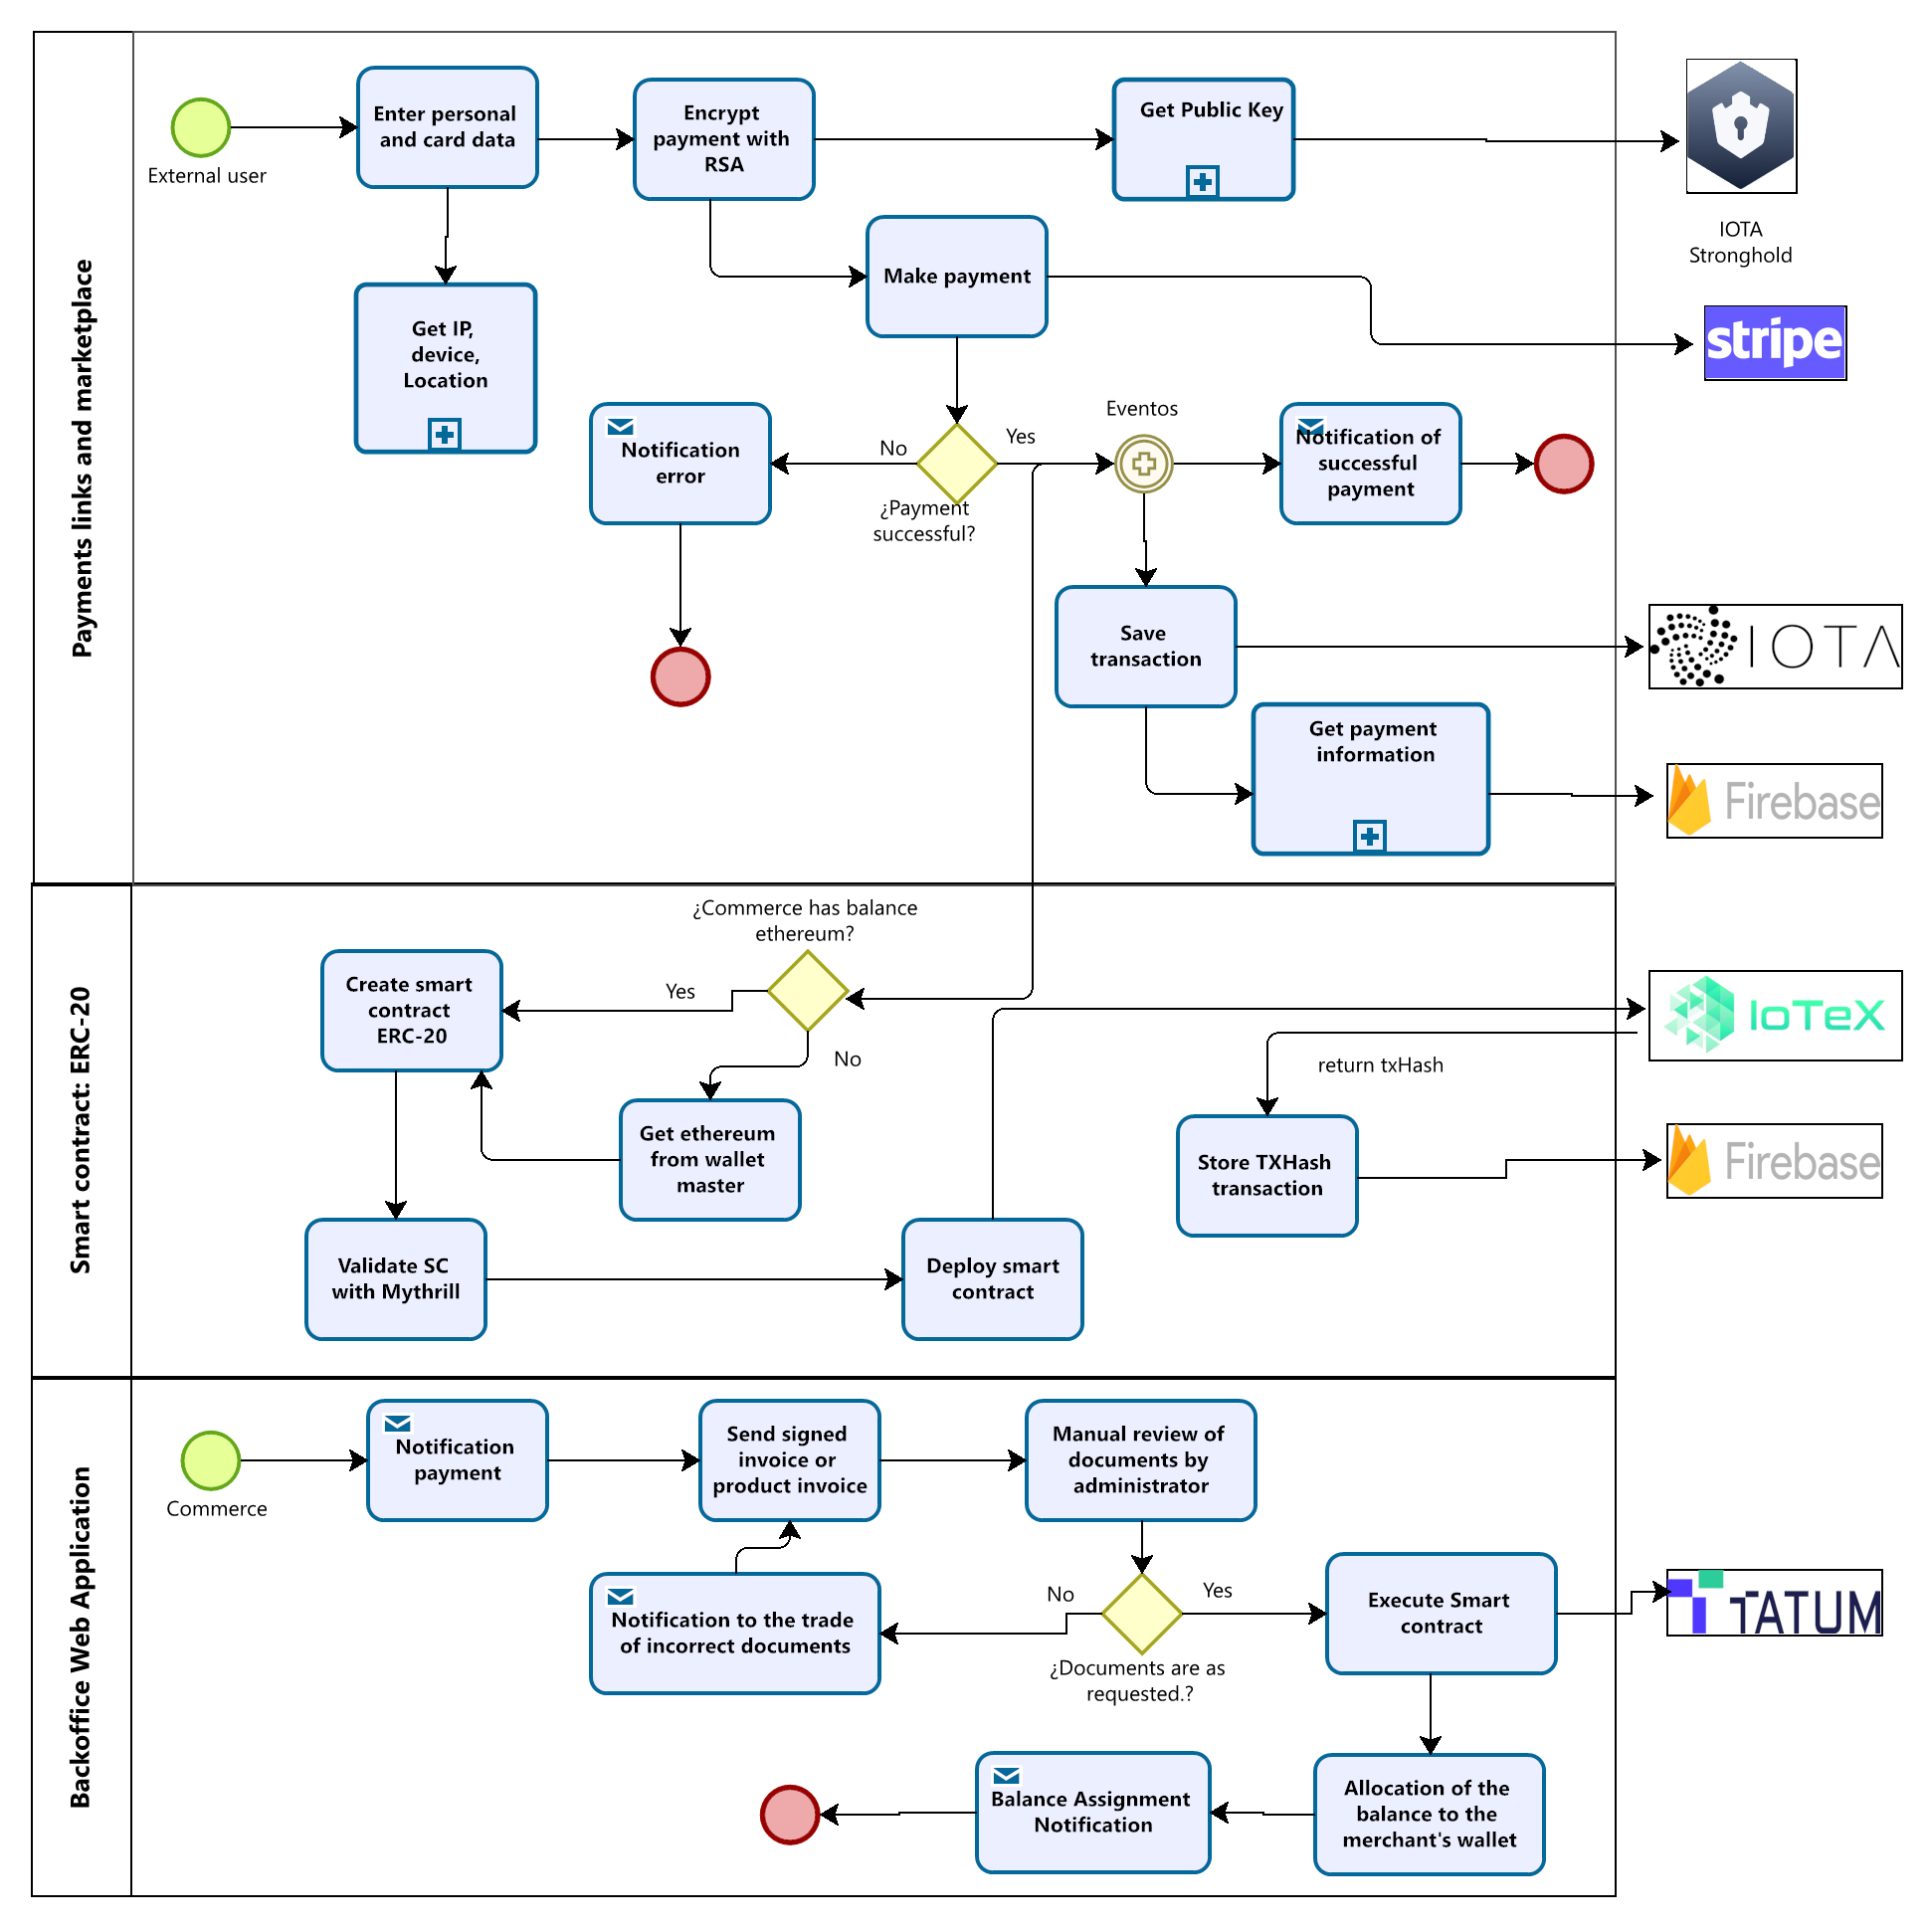 Payments links and marketplace
External user
Enter personal
and card data
Encrypt
payment with
RSA
Get Public Key
IOTA
Stronghold
Make payment
stripe
Get IP,
device,
Location
Notification
error
No
Yes
¿Payment
successful?
Eventos
Notification of
successful
payment
Save
transaction
IOTA
Get payment
information
Firebase
Smart contract: ERC-20
¿Commerce has balance
ethereum?
Create smart
contract
ERC-20
Yes
No
IoTeX
return txHash
Get ethereum
from wallet
master
Store TXHash
transaction
Firebase
Validate SC
with Mythrill
Deploy smart
contract
Backoffice Web Application
Commerce
Notification
payment
Send signed
invoice or
product invoice
Manual review of
documents by
administrator
Notification to the trade
of incorrect documents
No
Yes
¿Documents are as
requested.?
Execute Smart
contract
TATUM
Balance Assignment
Notification
Allocation of the
balance to the
merchant's wallet